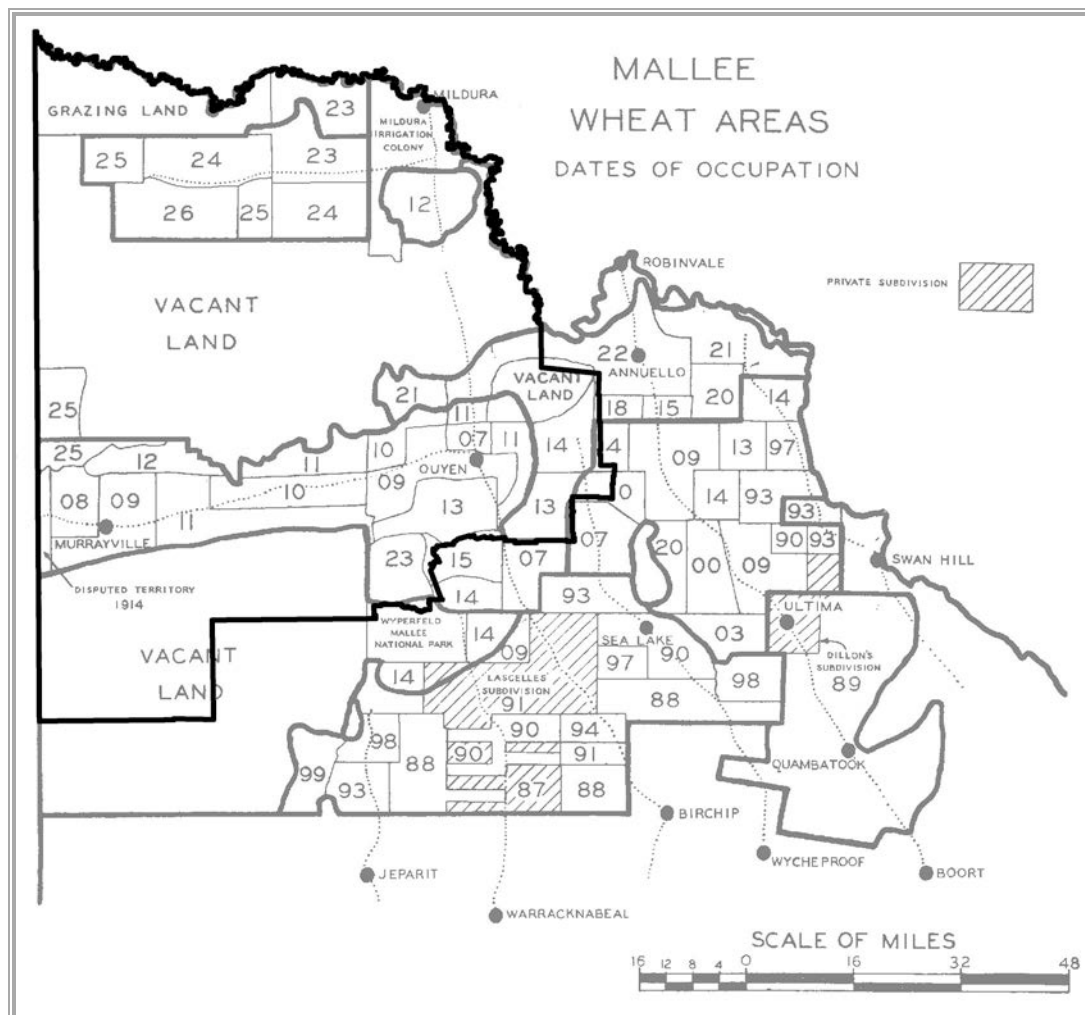 MALLEE
WHEAT AREAS
DATES OF OCCUPATION
GRAZING LAND
23
MILDURA
MILDURA
IRRIGATION
COLONY
25
24
23
26
25
24
12
ROBINVALE
PRIVATE SUBDIVISION
VACANT
LAND
22
ANNUELLO
21
20
14
25
21
VACANT
LAND
18
15
11
25
12
11
10
07
11
14
14
09
13
97
OUYEN
08
09
10
09
13
13
0
14
93
93
MURRAYVILLE
11
90
93
SWAN HILL
23
15
07
07
20
00
09
DISPUTED TERRITORY
1914
14
93
ULTIMA
WYPERFELD
MALLEE
NATIONAL PARK
14
09
SEA LAKE
90
03
DILLON'S
SUBDIVISION
89
VACANT
LAND
14
LASCELLES'
SUBDIVISION
91
97
88
98
98
88
90
94
90
91
QUAMBATOOK
99
93
87
88
BIRCHIP
WYCHEPROOF
JEPARIT
BOORT
WARRACKNABEAL
SCALE OF MILES
16 12 8 4 0 16 32 48